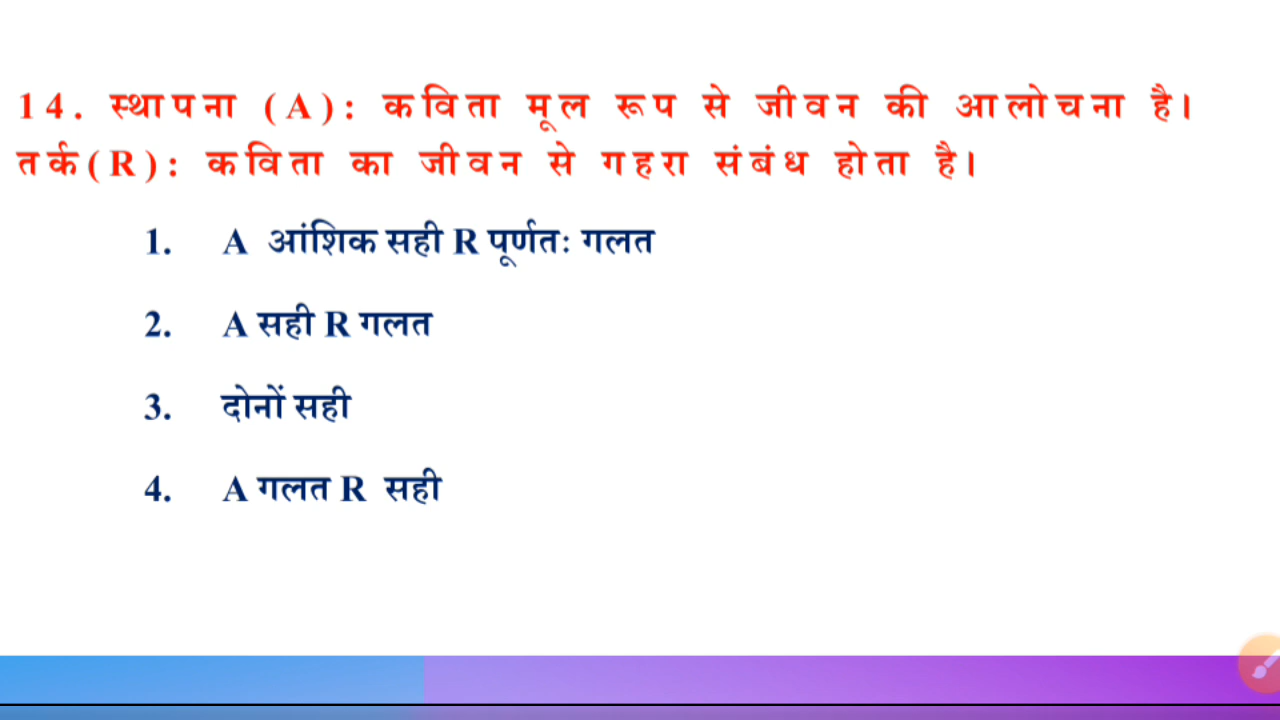 14. स्थापना (A): कविता मूल रूप से जीवन की आलोचना है।
तर्क(R): कविता का जीवन से गहरा संबंध होता है।
1. A आंशिक सही R पूर्णतः गलत
2. A सही R गलत
3. दोनों सही
4. A गलत R सही